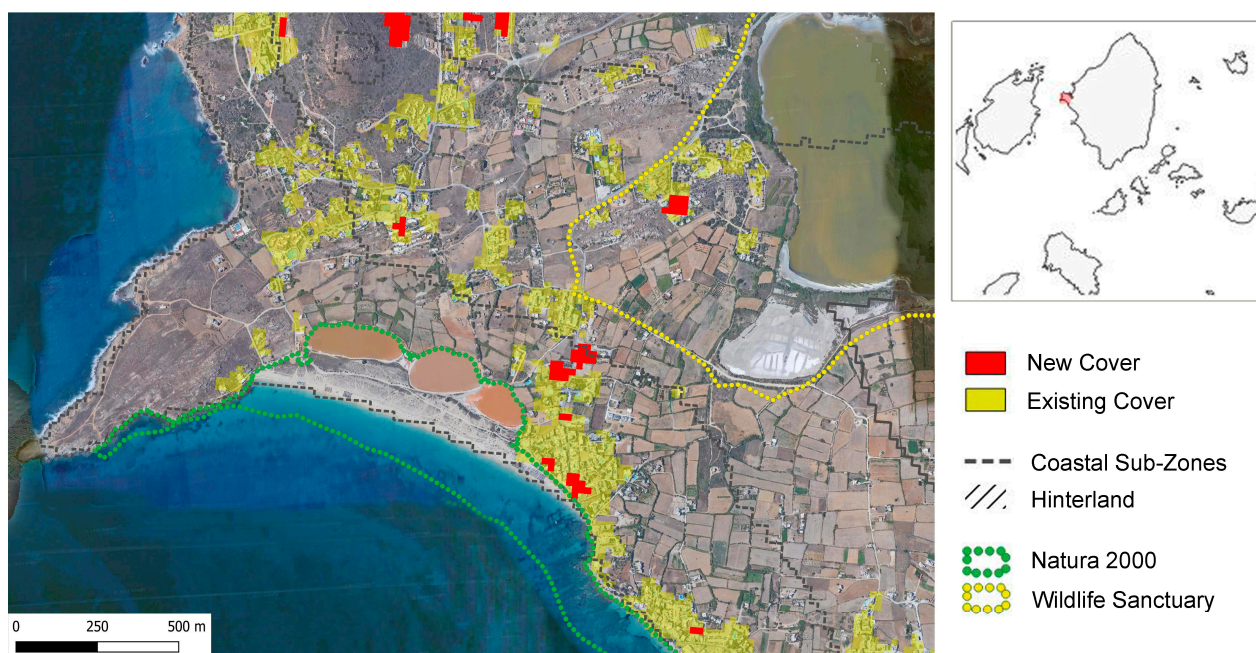 New Cover
Existing Cover
Coastal Sub-Zones
Hinterland
Natura 2000
Wildlife Sanctuary
0 250 500 m